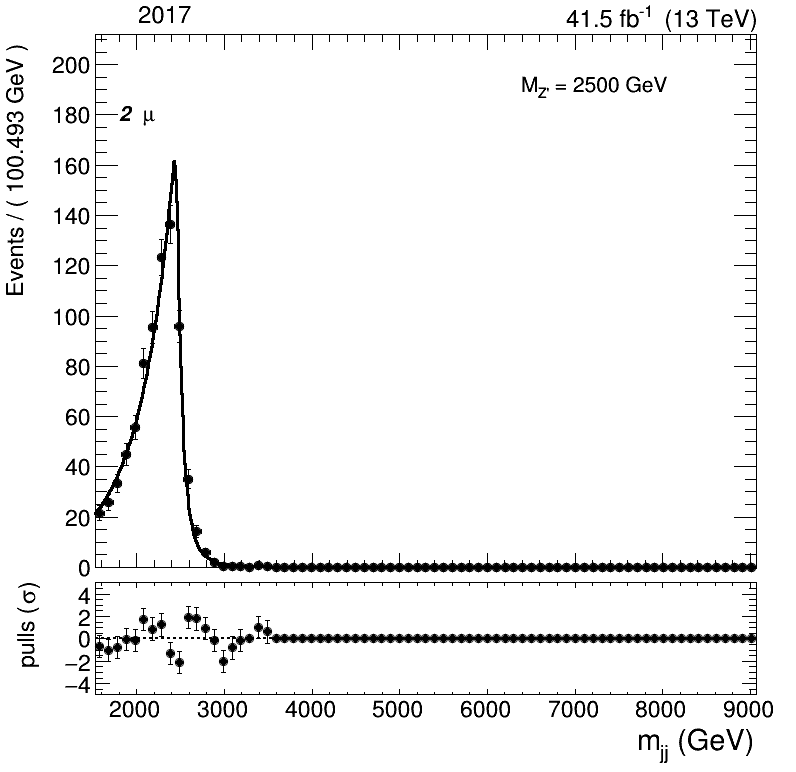 2017 41.5 fb⁻¹ (13 TeV)
Events / ( 100.493 GeV )
200
180
160
140
120
100
80
60
40
20
0
2 μ
M_Z' = 2500 GeV
pulls (σ)
4
2
0
−2
−4
2000 3000 4000 5000 6000 7000 8000 9000
m_jj (GeV)